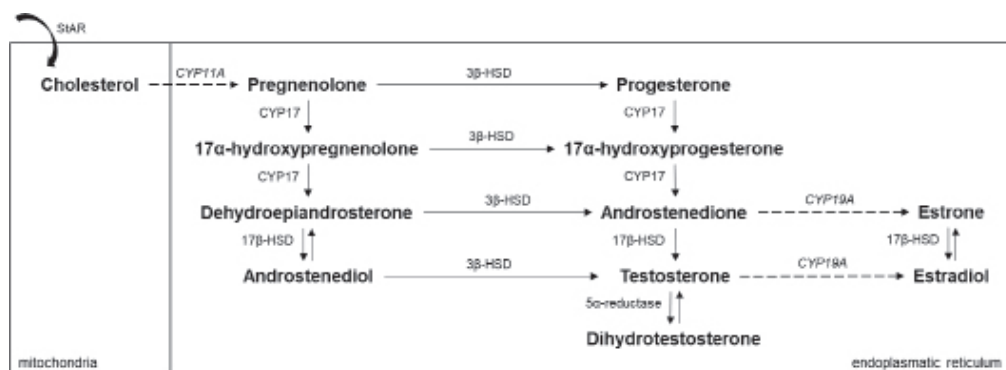 StAR
CYP11A 3β-HSD
Cholesterol Pregnenolone Progesterone
CYP17 CYP17
3β-HSD
17α-hydroxypregnenolone 17α-hydroxyprogesterone
CYP17 CYP17
3β-HSD CYP19A
Dehydroepiandrosterone Androstenedione Estrone
17β-HSD 17β-HSD 17β-HSD
3β-HSD CYP19A
Androstenediol Testosterone Estradiol
5α-reductase
Dihydrotestosterone
mitochondria endoplasmatic reticulum